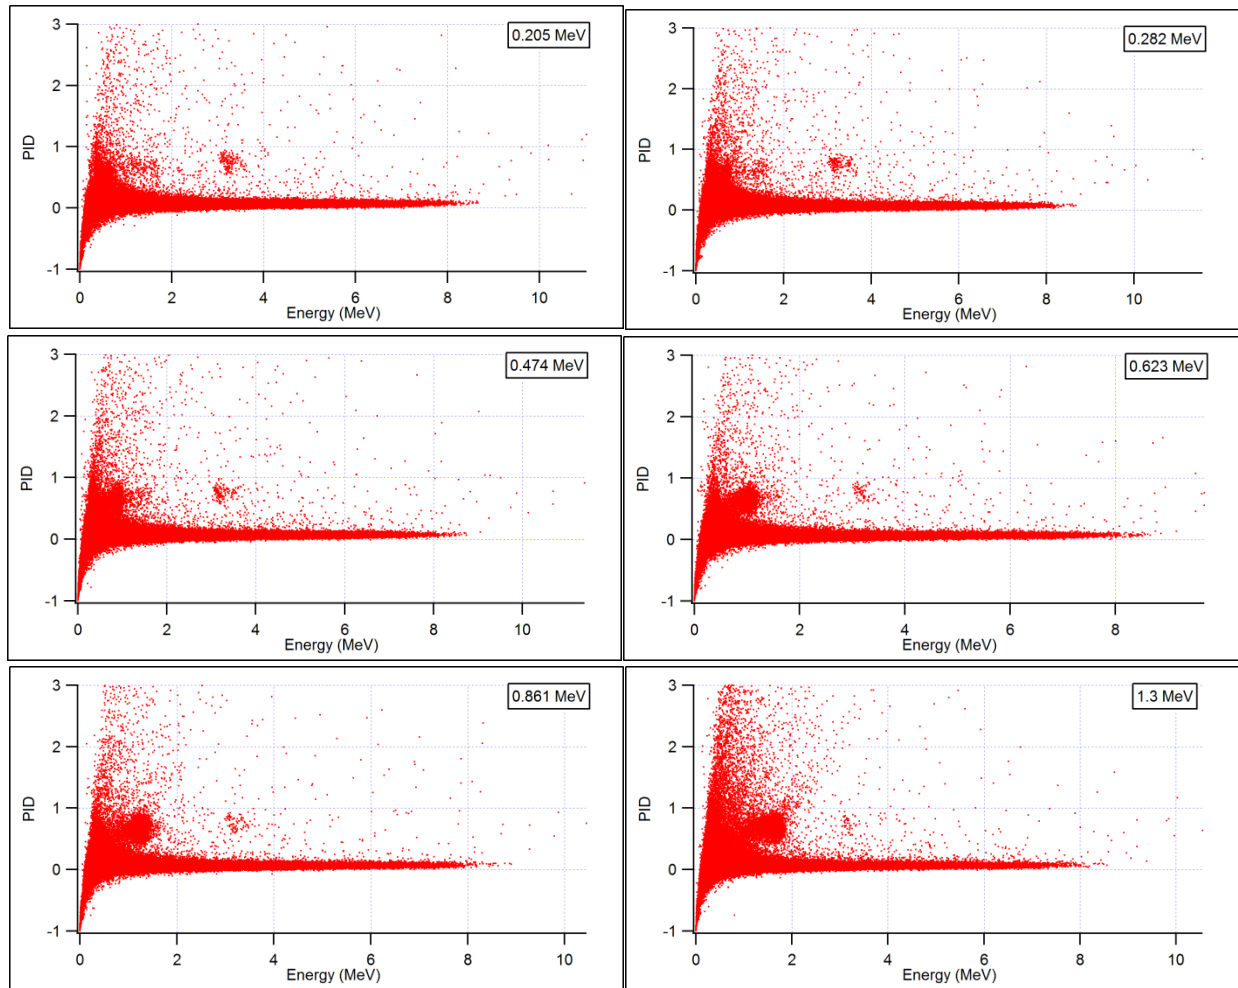 3
0.205 MeV
2
PID
1
0
-1
0 2 4 6 8 10
Energy (MeV)
3
0.282 MeV
2
PID
1
0
-1
0 2 4 6 8 10
Energy (MeV)
3
0.474 MeV
2
PID
1
0
-1
0 2 4 6 8 10
Energy (MeV)
3
0.623 MeV
2
PID
1
0
-1
0 2 4 6 8
Energy (MeV)
3
0.861 MeV
2
PID
1
0
-1
0 2 4 6 8 10
Energy (MeV)
3
1.3 MeV
2
PID
1
0
-1
0 2 4 6 8 10
Energy (MeV)